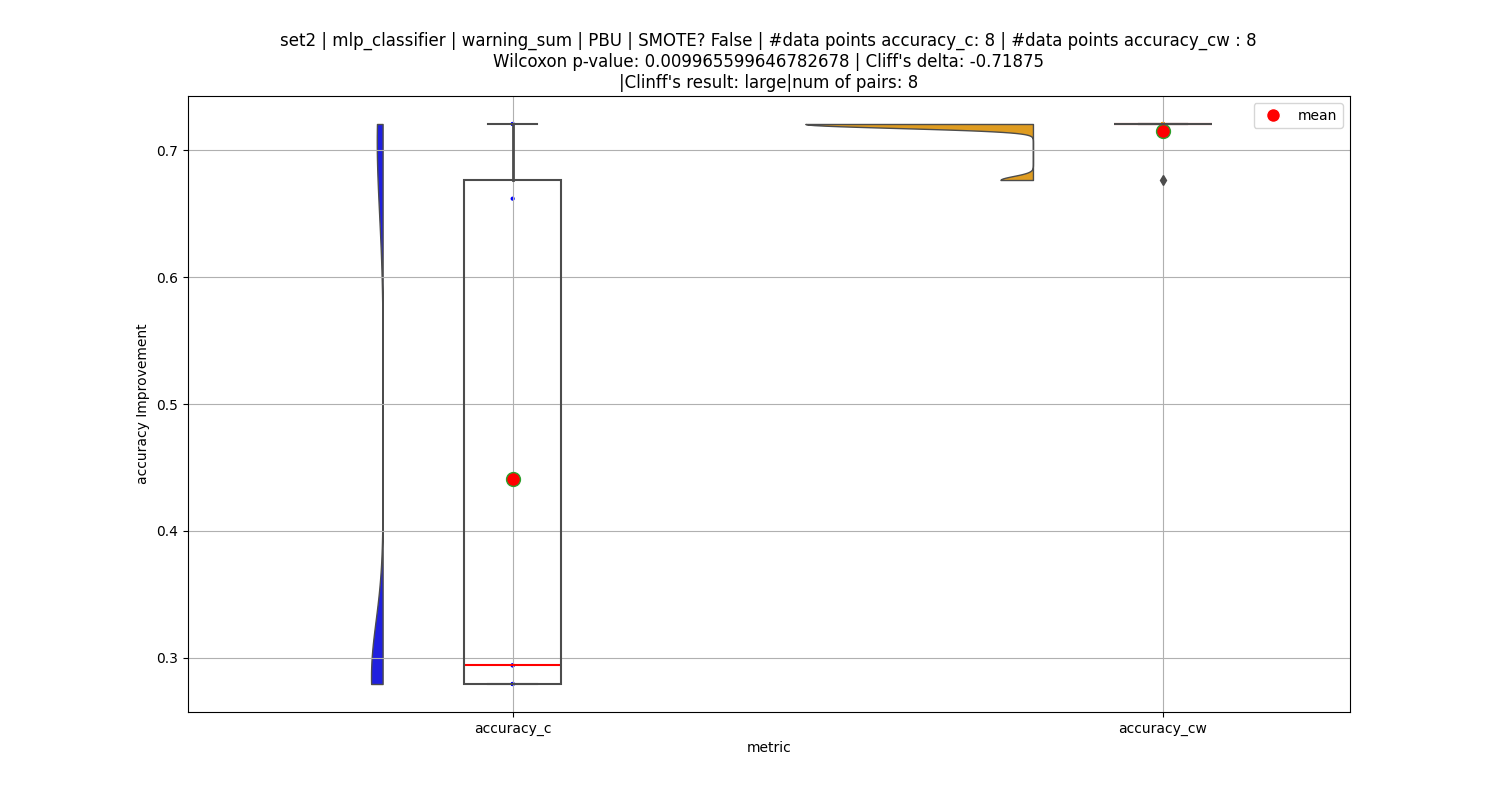 set2 | mlp_classifier | warning_sum | PBU | SMOTE? False | #data points accuracy_c: 8 | #data points accuracy_cw : 8
Wilcoxon p-value: 0.009965599646782678 | Cliff's delta: -0.71875
|Clinff's result: large|num of pairs: 8
mean
0.7
0.6
0.5
0.4
0.3
accuracy Improvement
accuracy_c
accuracy_cw
metric